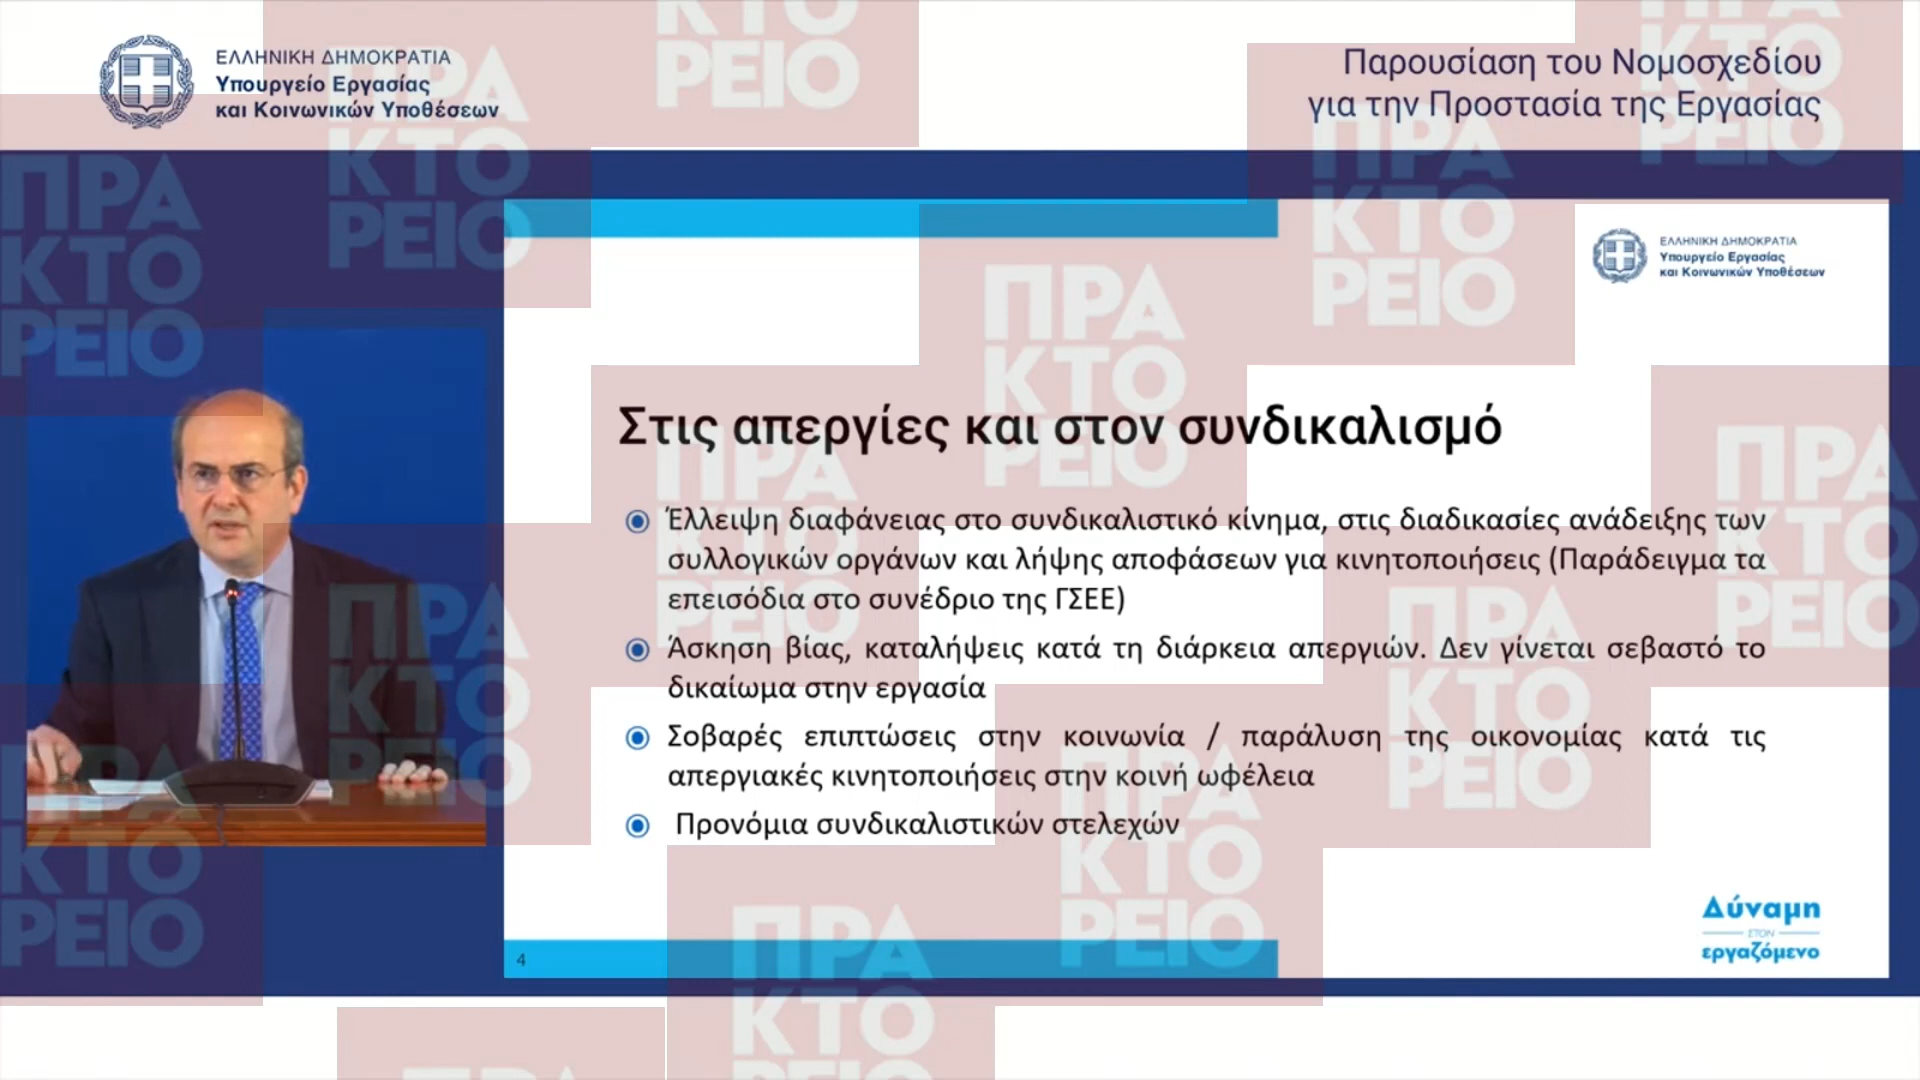 ΕΛΛΗΝΙΚΗ ΔΗΜΟΚΡΑΤΙΑ
Υπουργείο Εργασίας
και Κοινωνικών Υποθέσεων
Παρουσίαση του Νομοσχεδίου
για την Προστασία της Εργασίας
ΕΛΛΗΝΙΚΗ ΔΗΜΟΚΡΑΤΙΑ
Υπουργείο Εργασίας
και Κοινωνικών Υποθέσεων
Στις απεργίες και στον συνδικαλισμό
Έλλειψη διαφάνειας στο συνδικαλιστικό κίνημα, στις διαδικασίες ανάδειξης των
συλλογικών οργάνων και λήψης αποφάσεων για κινητοποιήσεις (Παράδειγμα τα
επεισόδια στο συνέδριο της ΓΣΕΕ)
Άσκηση βίας, καταλήψεις κατά τη διάρκεια απεργιών. Δεν γίνεται σεβαστό το
δικαίωμα στην εργασία
Σοβαρές επιπτώσεις στην κοινωνία / παράλυση της οικονομίας κατά τις
απεργιακές κινητοποιήσεις στην κοινή ωφέλεια
Προνόμια συνδικαλιστικών στελεχών
Δύναμη
ΣΤΟΝ
εργαζόμενο
4
ΠΡΑ
ΚΤΟ
ΡΕΙΟ